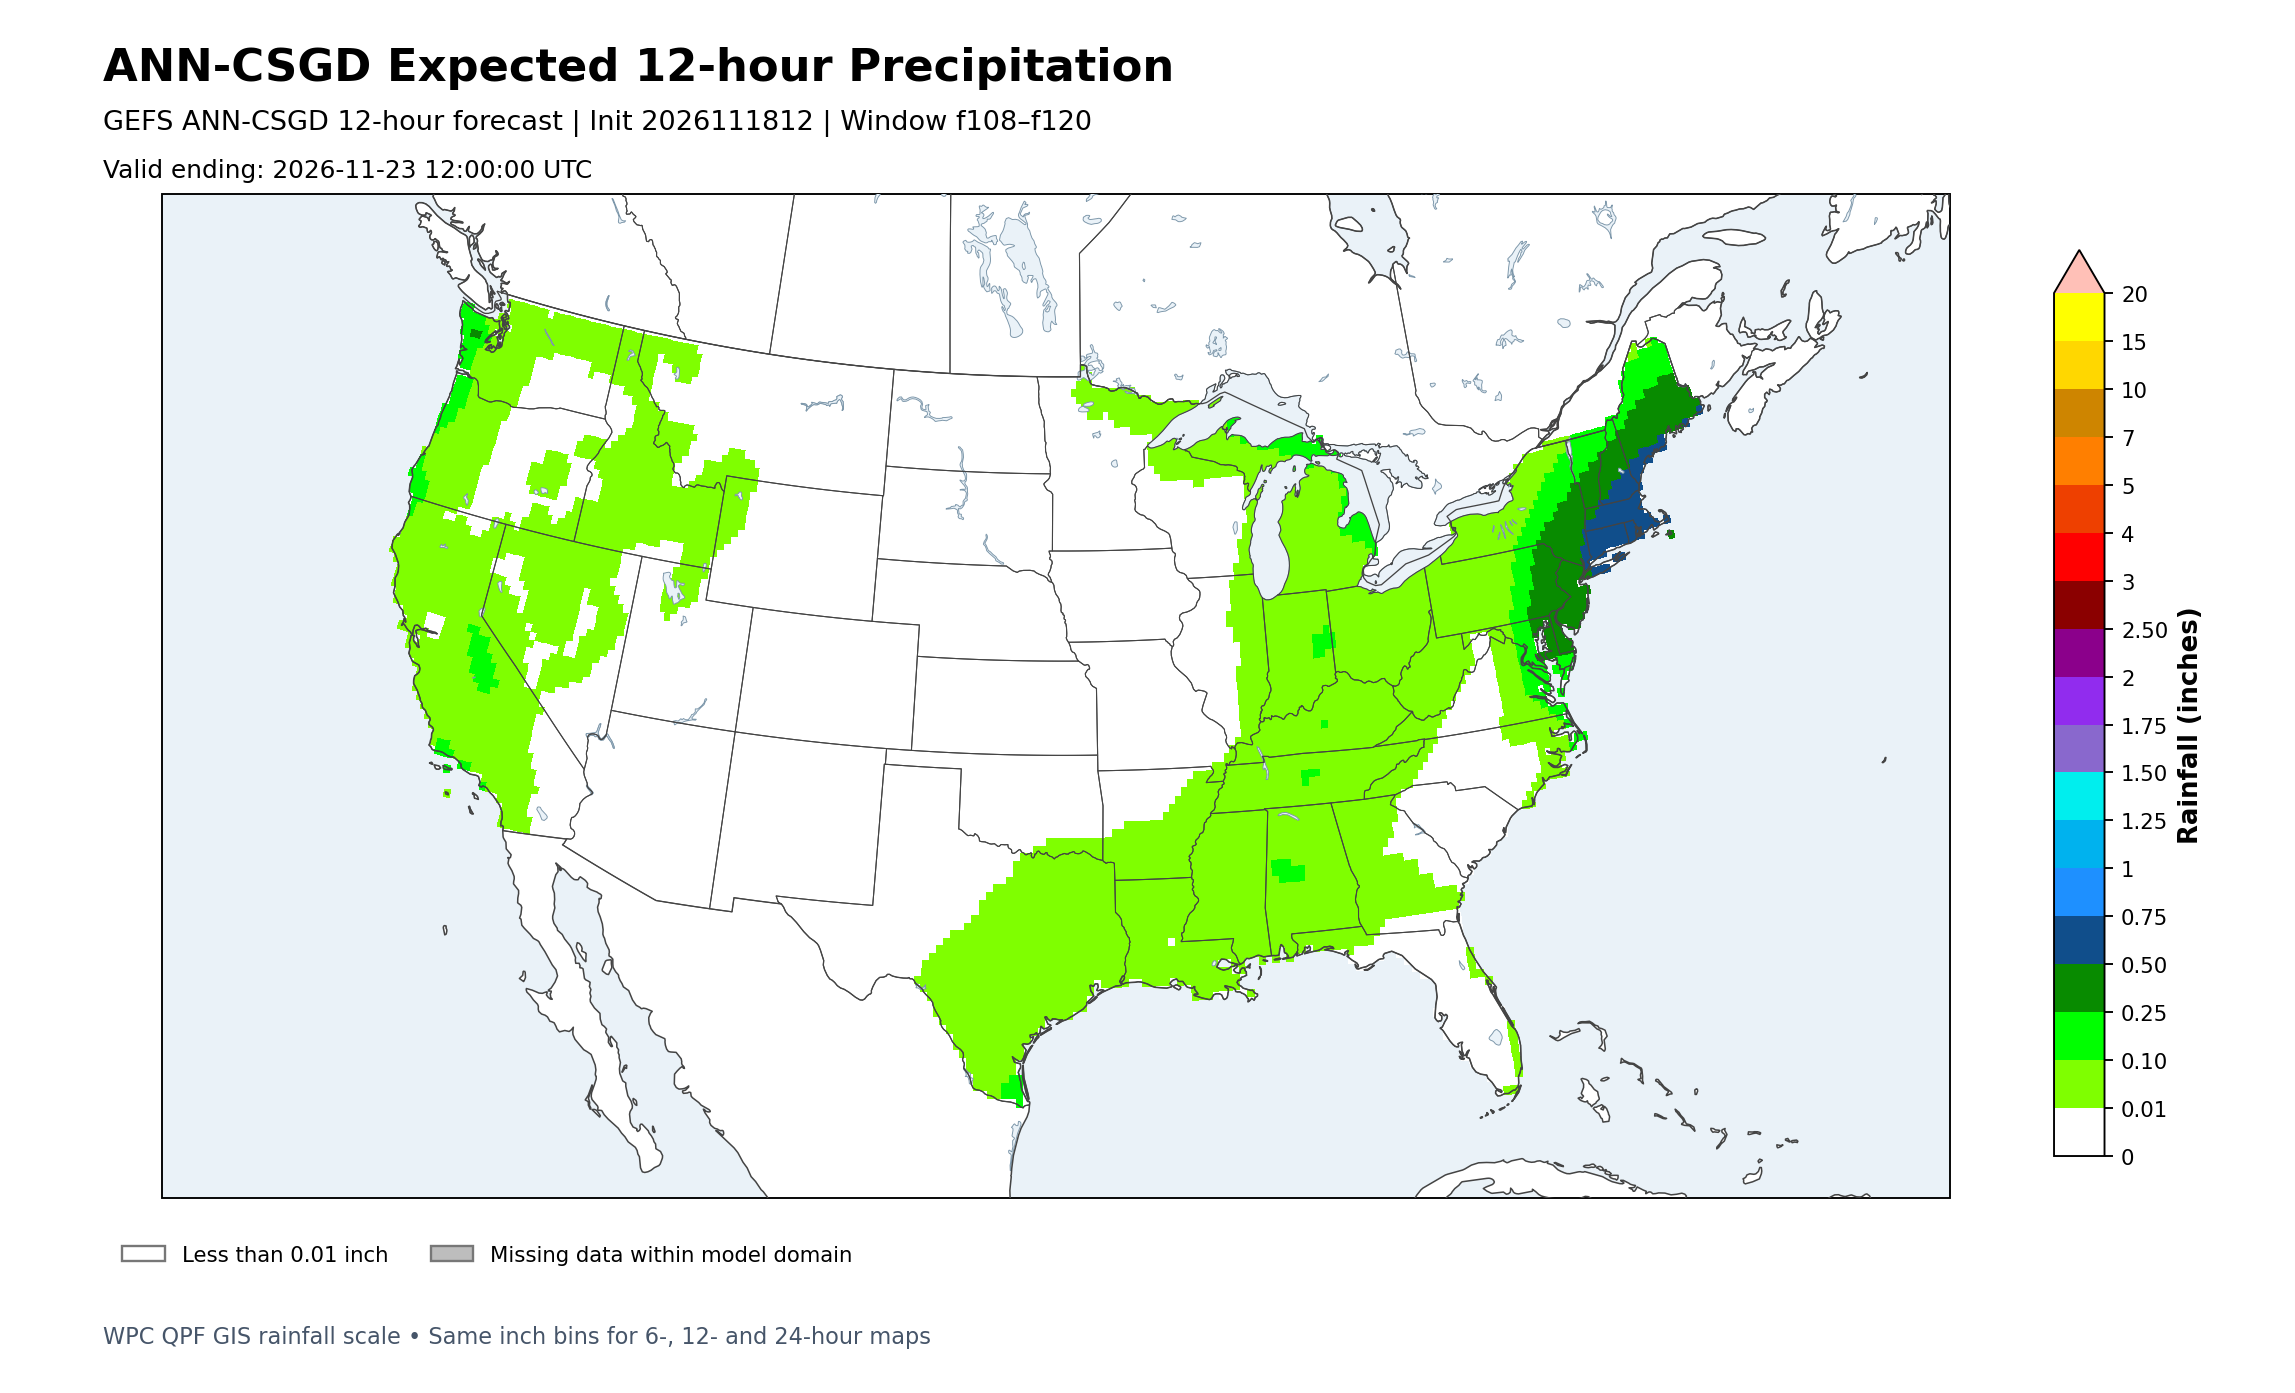 ANN-CSGD Expected 12-hour Precipitation
GEFS ANN-CSGD 12-hour forecast | Init 2026111812 | Window f108–f120
Valid ending: 2026-11-23 12:00:00 UTC
20
15
10
7
5
4
3
2.50
2
1.75
1.50
1.25
1
0.75
0.50
0.25
0.10
0.01
0
Rainfall (inches)
Less than 0.01 inch
Missing data within model domain
WPC QPF GIS rainfall scale • Same inch bins for 6-, 12- and 24-hour maps